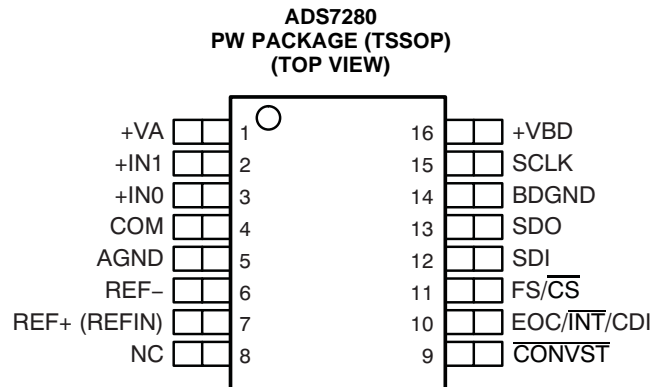 ADS7280
PW PACKAGE (TSSOP)
(TOP VIEW)
+VA 1 16 +VBD
+IN1 2 15 SCLK
+IN0 3 14 BDGND
COM 4 13 SDO
AGND 5 12 SDI
REF– 6 11 FS/CS
REF+ (REFIN) 7 10 EOC/INT/CDI
NC 8 9 CONVST